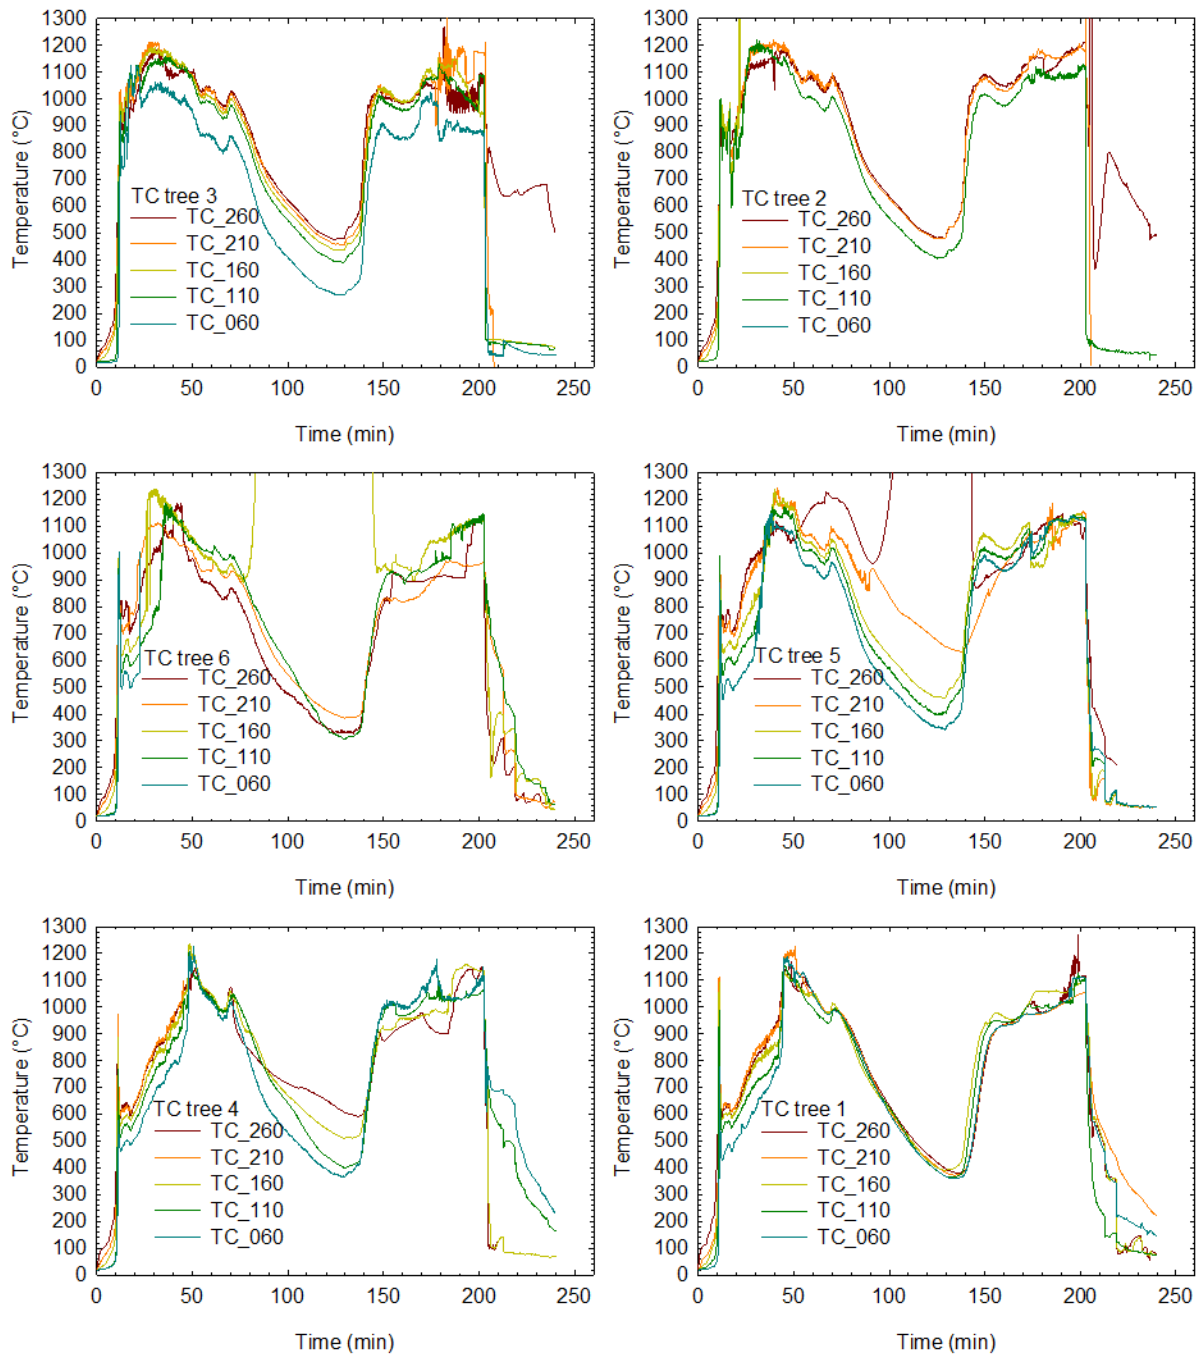 1300
1200
1100
1000
900
800
700
600
500
400
300
200
100
0
Temperature (°C)
TC tree 3
TC_260
TC_210
TC_160
TC_110
TC_060
0 50 100 150 200 250
Time (min)
1300
1200
1100
1000
900
800
700
600
500
400
300
200
100
0
Temperature (°C)
TC tree 2
TC_260
TC_210
TC_160
TC_110
TC_060
0 50 100 150 200 250
Time (min)
1300
1200
1100
1000
900
800
700
600
500
400
300
200
100
0
Temperature (°C)
TC tree 6
TC_260
TC_210
TC_160
TC_110
TC_060
0 50 100 150 200 250
Time (min)
1300
1200
1100
1000
900
800
700
600
500
400
300
200
100
0
Temperature (°C)
TC tree 5
TC_260
TC_210
TC_160
TC_110
TC_060
0 50 100 150 200 250
Time (min)
1300
1200
1100
1000
900
800
700
600
500
400
300
200
100
0
Temperature (°C)
TC tree 4
TC_260
TC_210
TC_160
TC_110
TC_060
0 50 100 150 200 250
Time (min)
1300
1200
1100
1000
900
800
700
600
500
400
300
200
100
0
Temperature (°C)
TC tree 1
TC_260
TC_210
TC_160
TC_110
TC_060
0 50 100 150 200 250
Time (min)